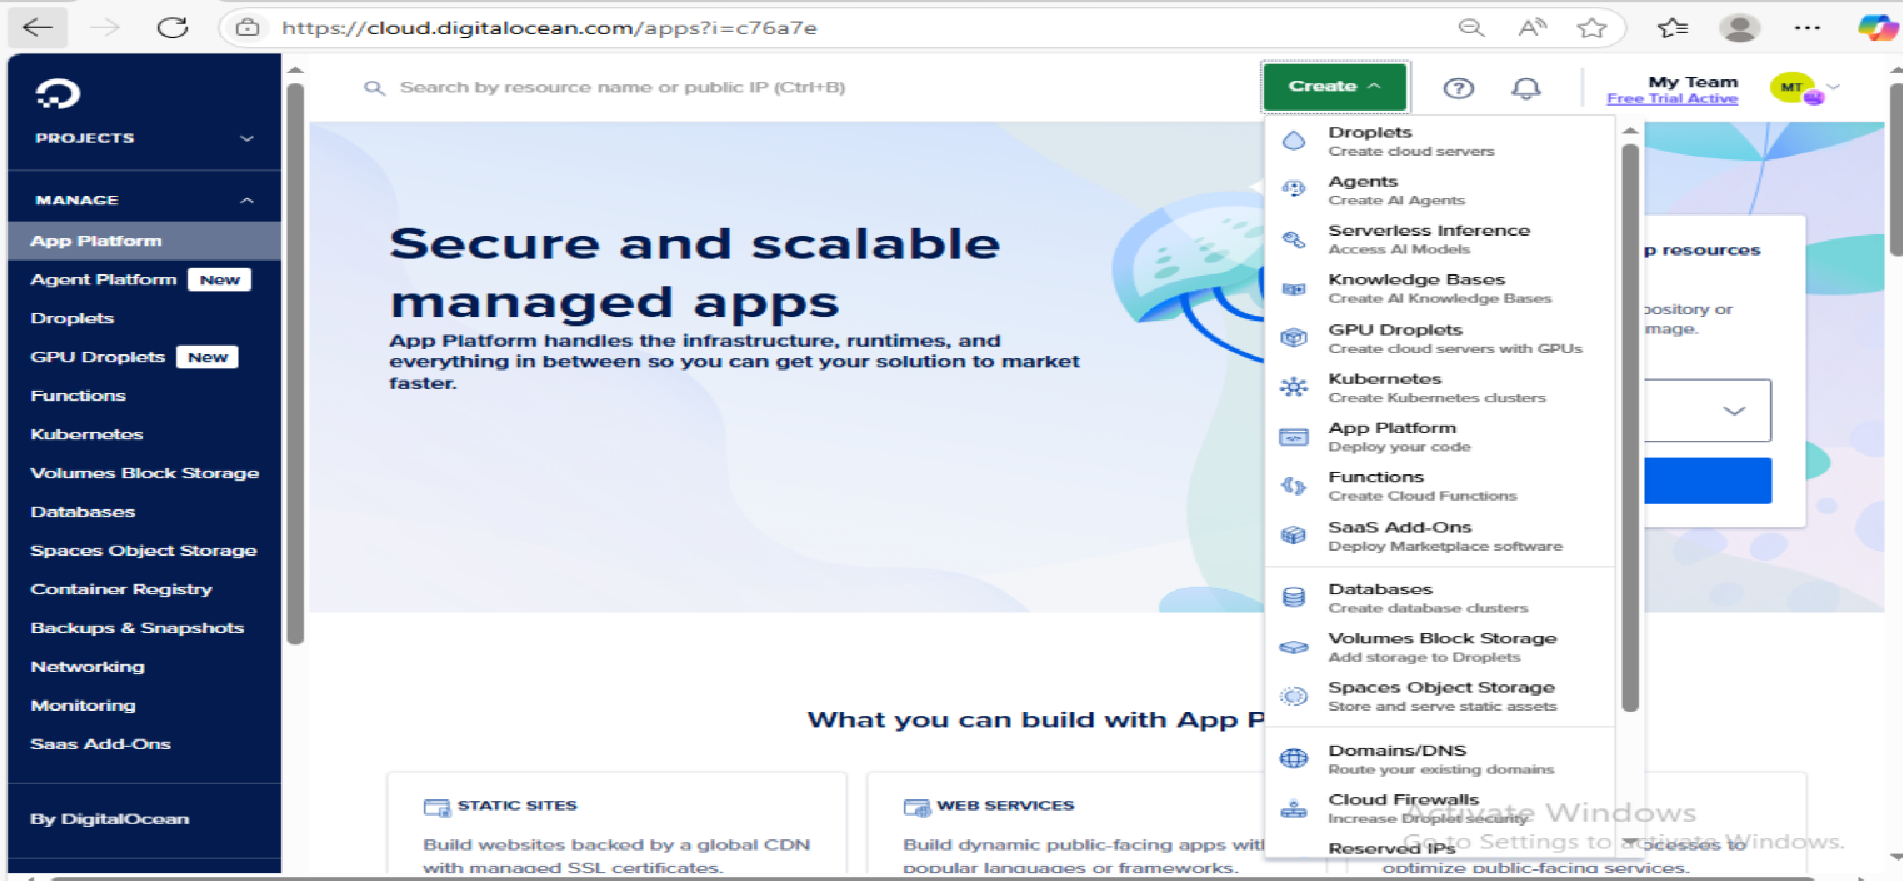 https://cloud.digitalocean.com/apps?i=c76a7e
PROJECTS
MANAGE
App Platform
Agent Platform New
Droplets
GPU Droplets New
Functions
Kubernetes
Volumes Block Storage
Databases
Spaces Object Storage
Container Registry
Backups & Snapshots
Networking
Monitoring
Saas Add-Ons
By DigitalOcean
Search by resource name or public IP (Ctrl+B)
Create
My Team
Free Trial Active
MT
Secure and scalable
managed apps
App Platform handles the infrastructure, runtimes, and
everything in between so you can get your solution to market
faster.
Droplets
Create cloud servers
Agents
Create AI Agents
Serverless Inference
Access AI Models
Knowledge Bases
Create AI Knowledge Bases
GPU Droplets
Create cloud servers with GPUs
Kubernetes
Create Kubernetes clusters
App Platform
Deploy your code
Functions
Create Cloud Functions
SaaS Add-Ons
Deploy Marketplace software
Databases
Create database clusters
Volumes Block Storage
Add storage to Droplets
Spaces Object Storage
Store and serve static assets
Domains/DNS
Route your existing domains
Cloud Firewalls
Increase Droplet security
Reserved IPs
p resources
pository or
mage.
What you can build with App P
STATIC SITES
Build websites backed by a global CDN
with managed SSL certificates.
WEB SERVICES
Build dynamic public-facing apps wit
popular languages or frameworks.
ocesses to
optimize public-facing services.
Activate Windows
Go to Settings to activate Windows.